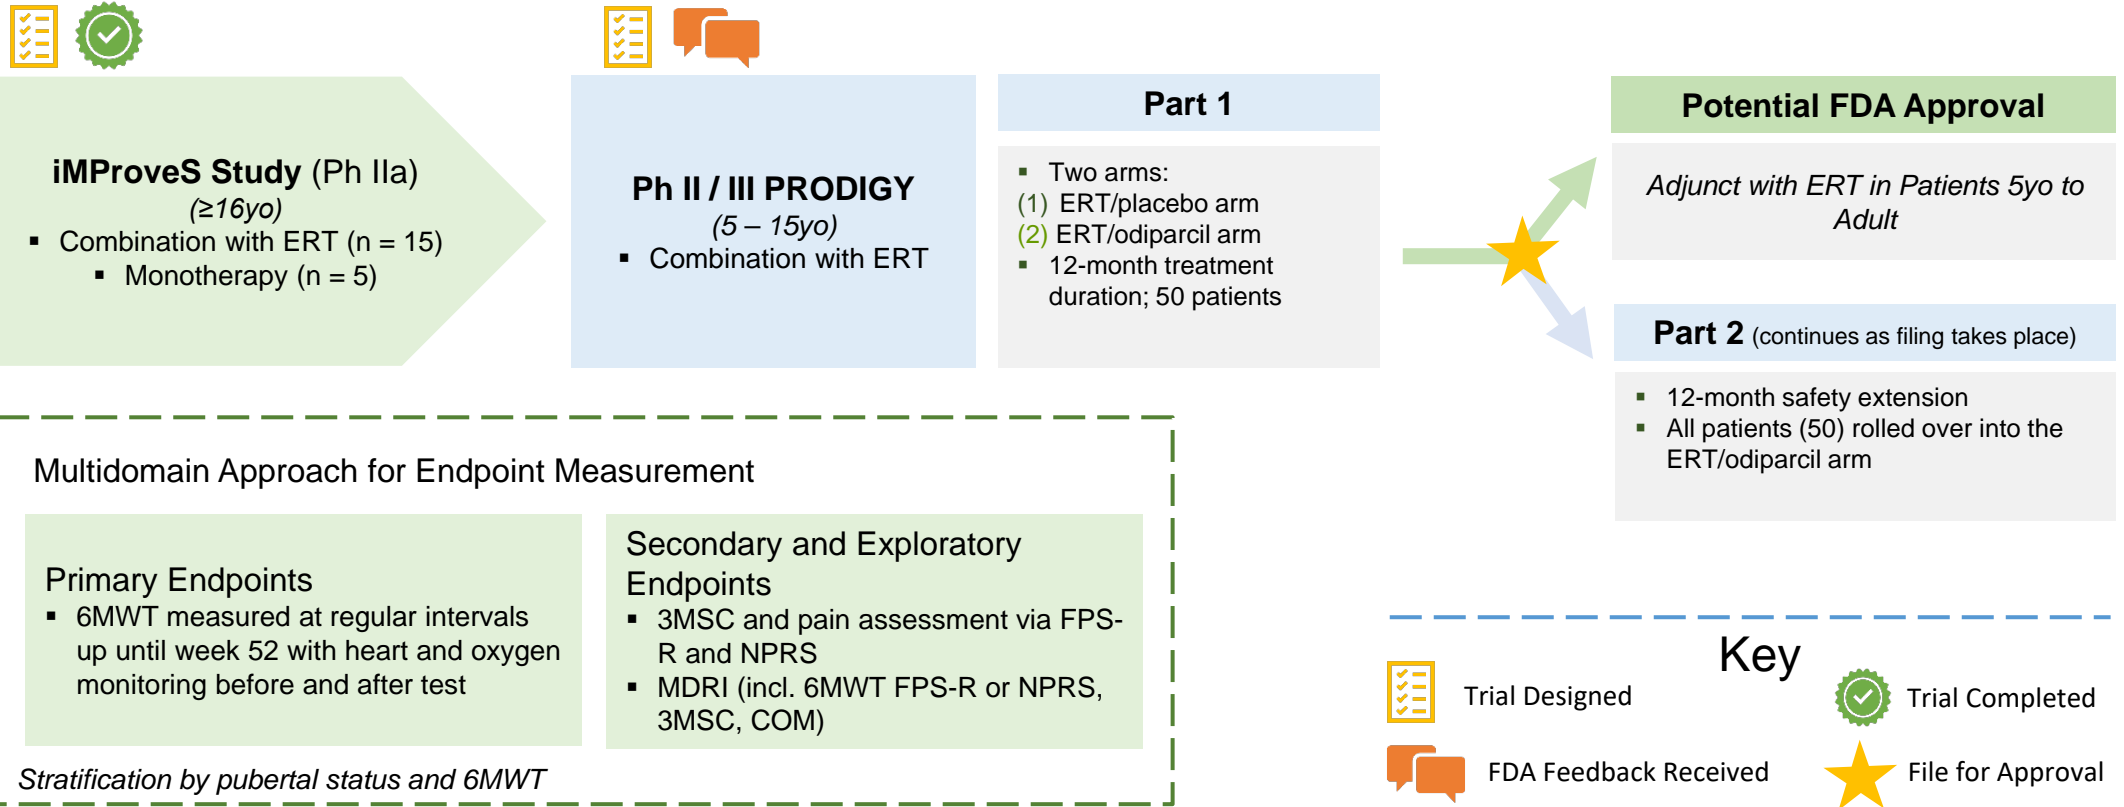 iMProveS Study (Ph IIa)
(≥16yo)
▪ Combination with ERT (n = 15)
▪ Monotherapy (n = 5)
Ph II / III PRODIGY
(5 – 15yo)
▪ Combination with ERT
Part 1
▪ Two arms:
(1) ERT/placebo arm
(2) ERT/odiparcil arm
▪ 12-month treatment
duration; 50 patients
Potential FDA Approval
Adjunct with ERT in Patients 5yo to
Adult
Part 2 (continues as filing takes place)
▪ 12-month safety extension
▪ All patients (50) rolled over into the
ERT/odiparcil arm
Multidomain Approach for Endpoint Measurement
Primary Endpoints
▪ 6MWT measured at regular intervals
up until week 52 with heart and oxygen
monitoring before and after test
Secondary and Exploratory
Endpoints
▪ 3MSC and pain assessment via FPS-
R and NPRS
▪ MDRI (incl. 6MWT FPS-R or NPRS,
3MSC, COM)
Stratification by pubertal status and 6MWT
Key
Trial Designed
Trial Completed
FDA Feedback Received
File for Approval